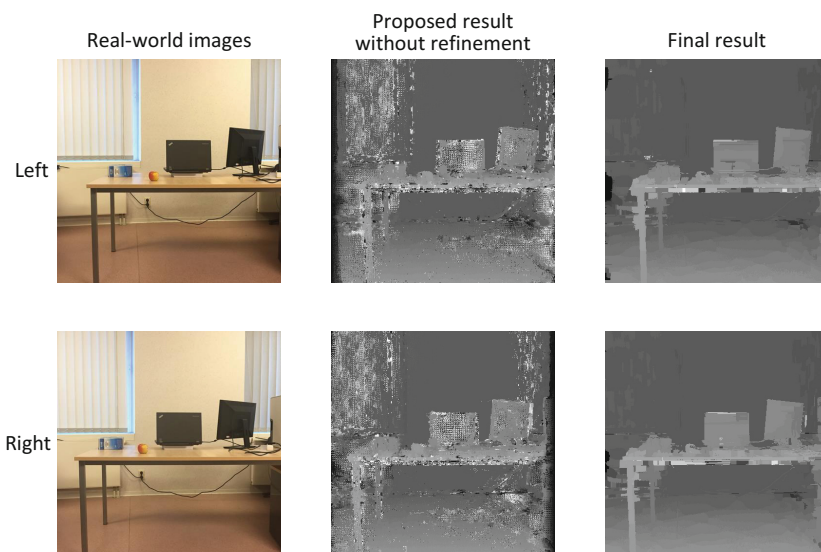 Real-world images
Proposed result
without refinement
Final result
Left
Right